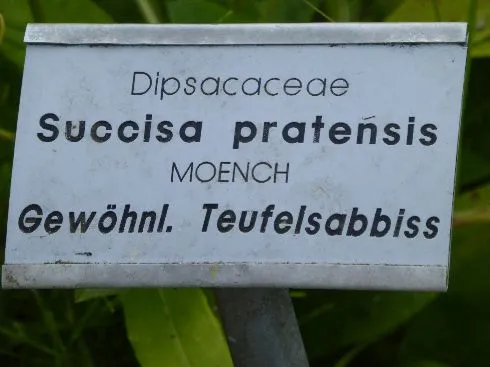 Dipsacaceae
Succisa pratensis
MOENCH
Gewöhnl. Teufelsabbiss